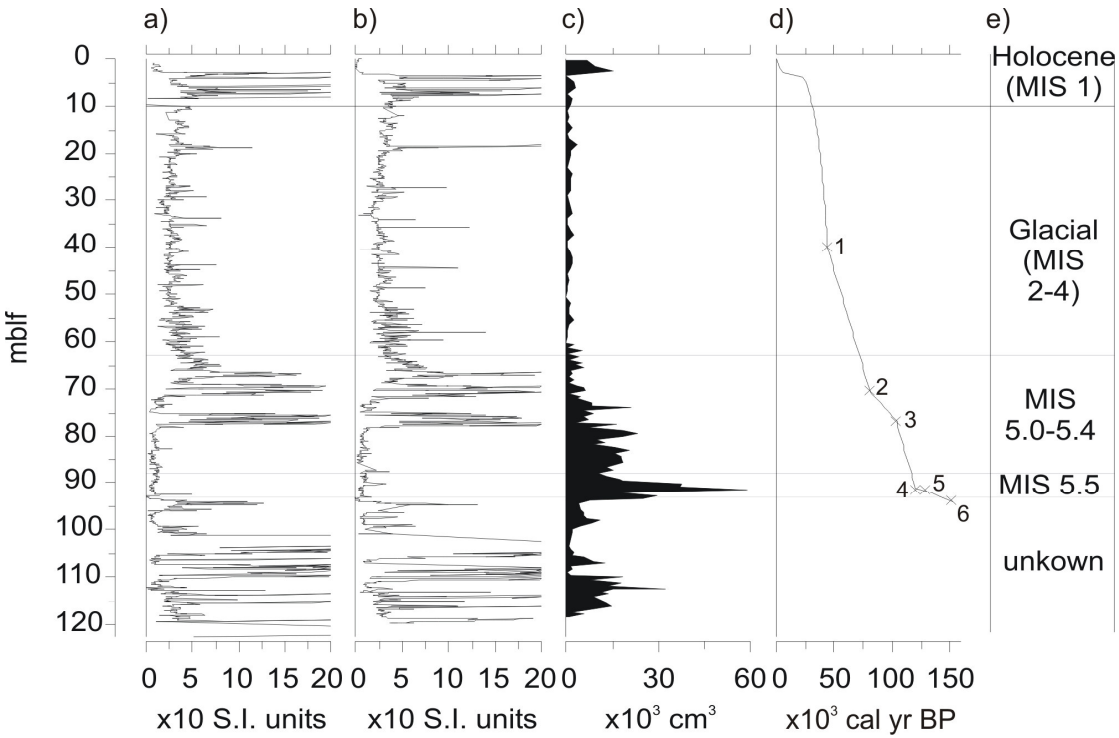 a)
b)
c)
d)
e)
mblf
0
10
20
30
40
50
60
70
80
90
100
110
120
0 5 10 15 20
x10 S.I. units
0 5 10 15 20
x10 S.I. units
0 30 60
x10³ cm³
1
2
3
4
5
6
0 50 100 150
x10³ cal yr BP
Holocene
(MIS 1)
Glacial
(MIS
2-4)
MIS
5.0-5.4
MIS 5.5
unkown